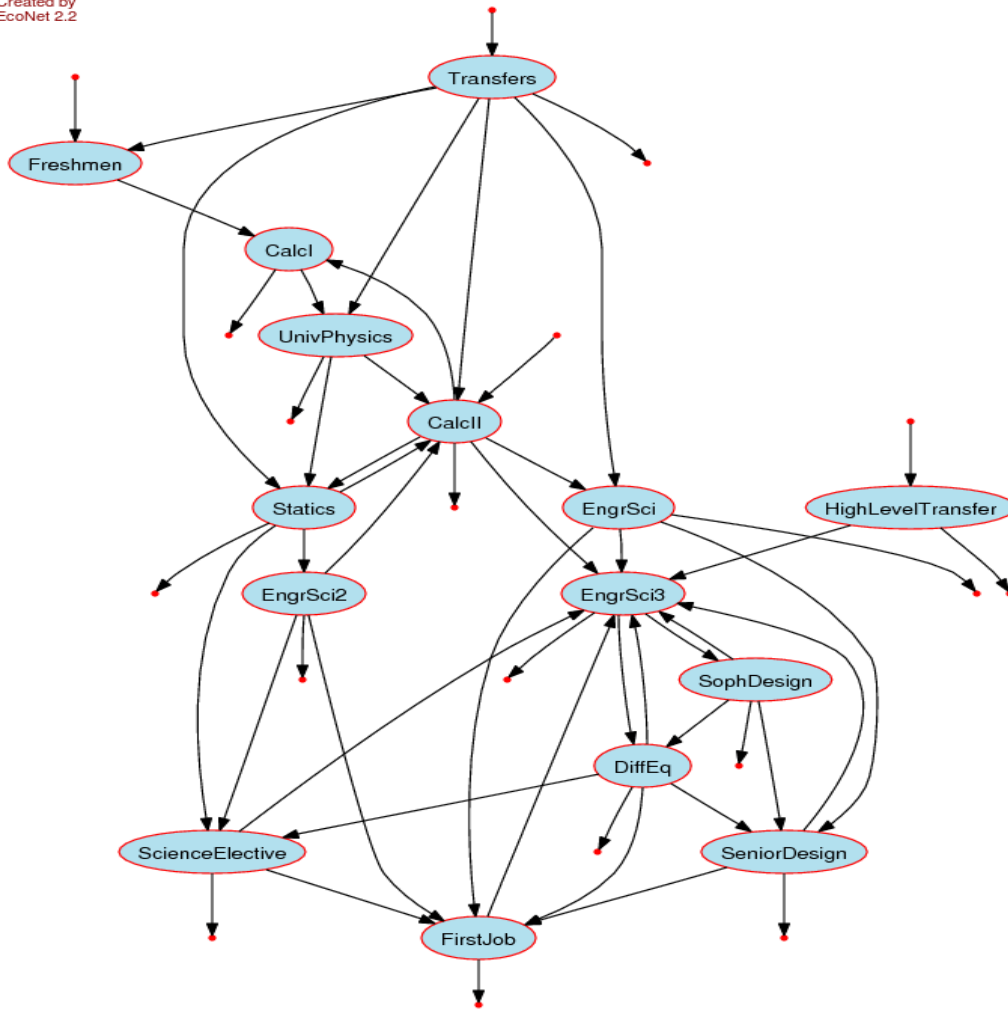 Created by
EcoNet 2.2
Transfers
Freshmen
CalcI
UnivPhysics
CalcII
Statics
EngrSci
HighLevelTransfer
EngrSci2
EngrSci3
SophDesign
DiffEq
ScienceElective
SeniorDesign
FirstJob